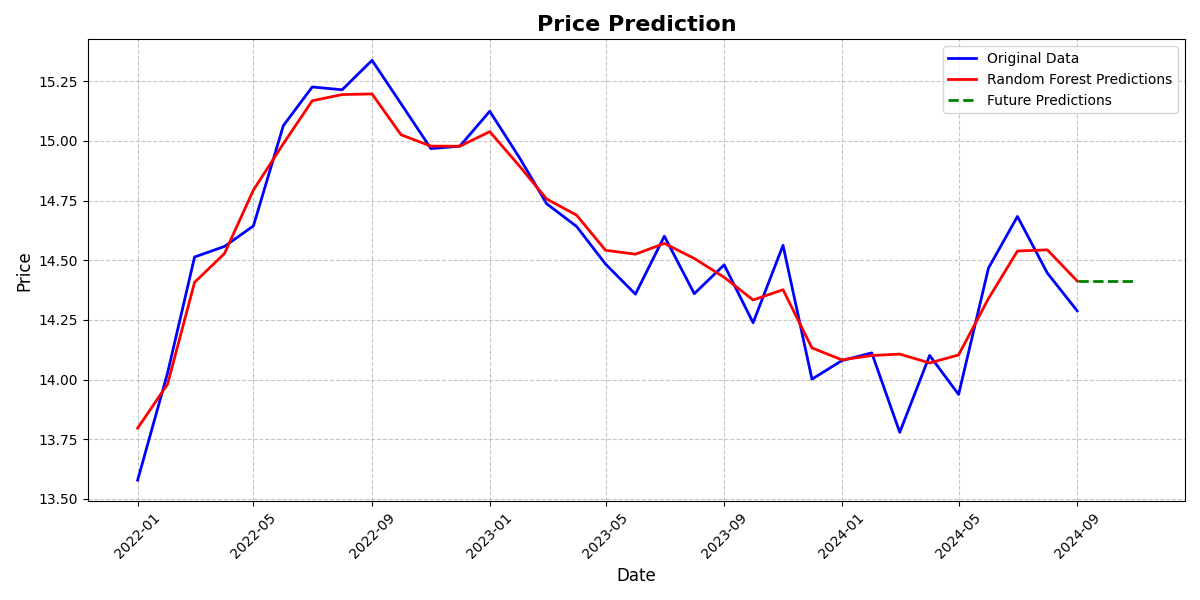 Price Prediction
Original Data
Random Forest Predictions
Future Predictions
Price
15.25
15.00
14.75
14.50
14.25
14.00
13.75
13.50
2022-01
2022-05
2022-09
2023-01
2023-05
2023-09
2024-01
2024-05
2024-09
Date